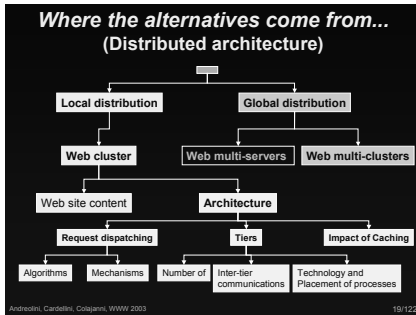 Where the alternatives come from...
(Distributed architecture)
Local distribution
Global distribution
Web cluster
Web multi-servers
Web multi-clusters
Web site content
Architecture
Request dispatching
Tiers
Impact of Caching
Algorithms
Mechanisms
Number of
Inter-tier
communications
Technology and
Placement of processes
Andreolini, Cardellini, Colajanni, WWW 2003
19/122